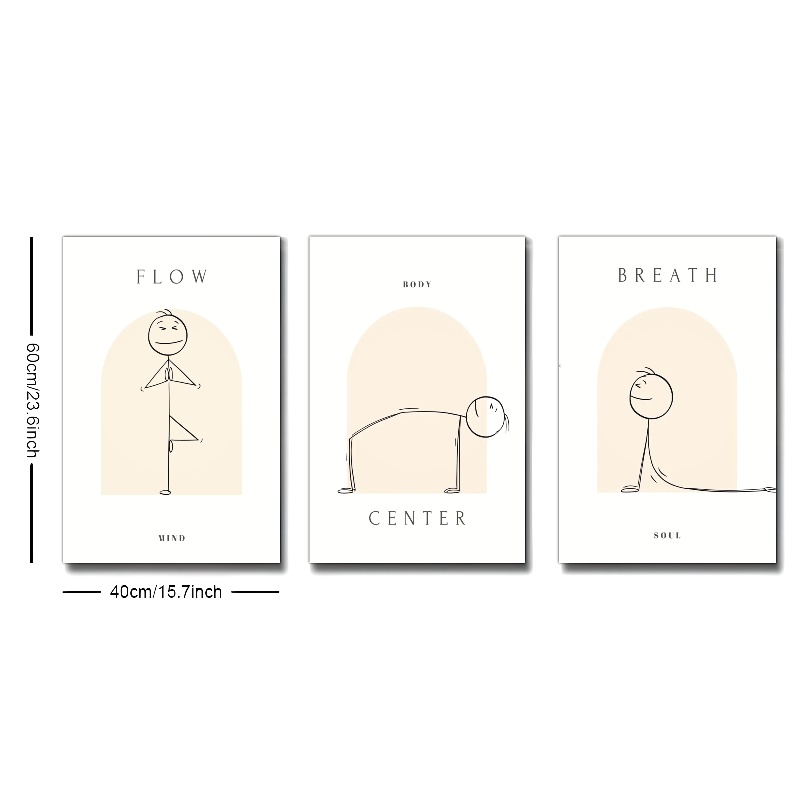 60cm/23.6inch
FLOW
MIND
40cm/15.7inch
BODY
CENTER
BREATH
SOUL